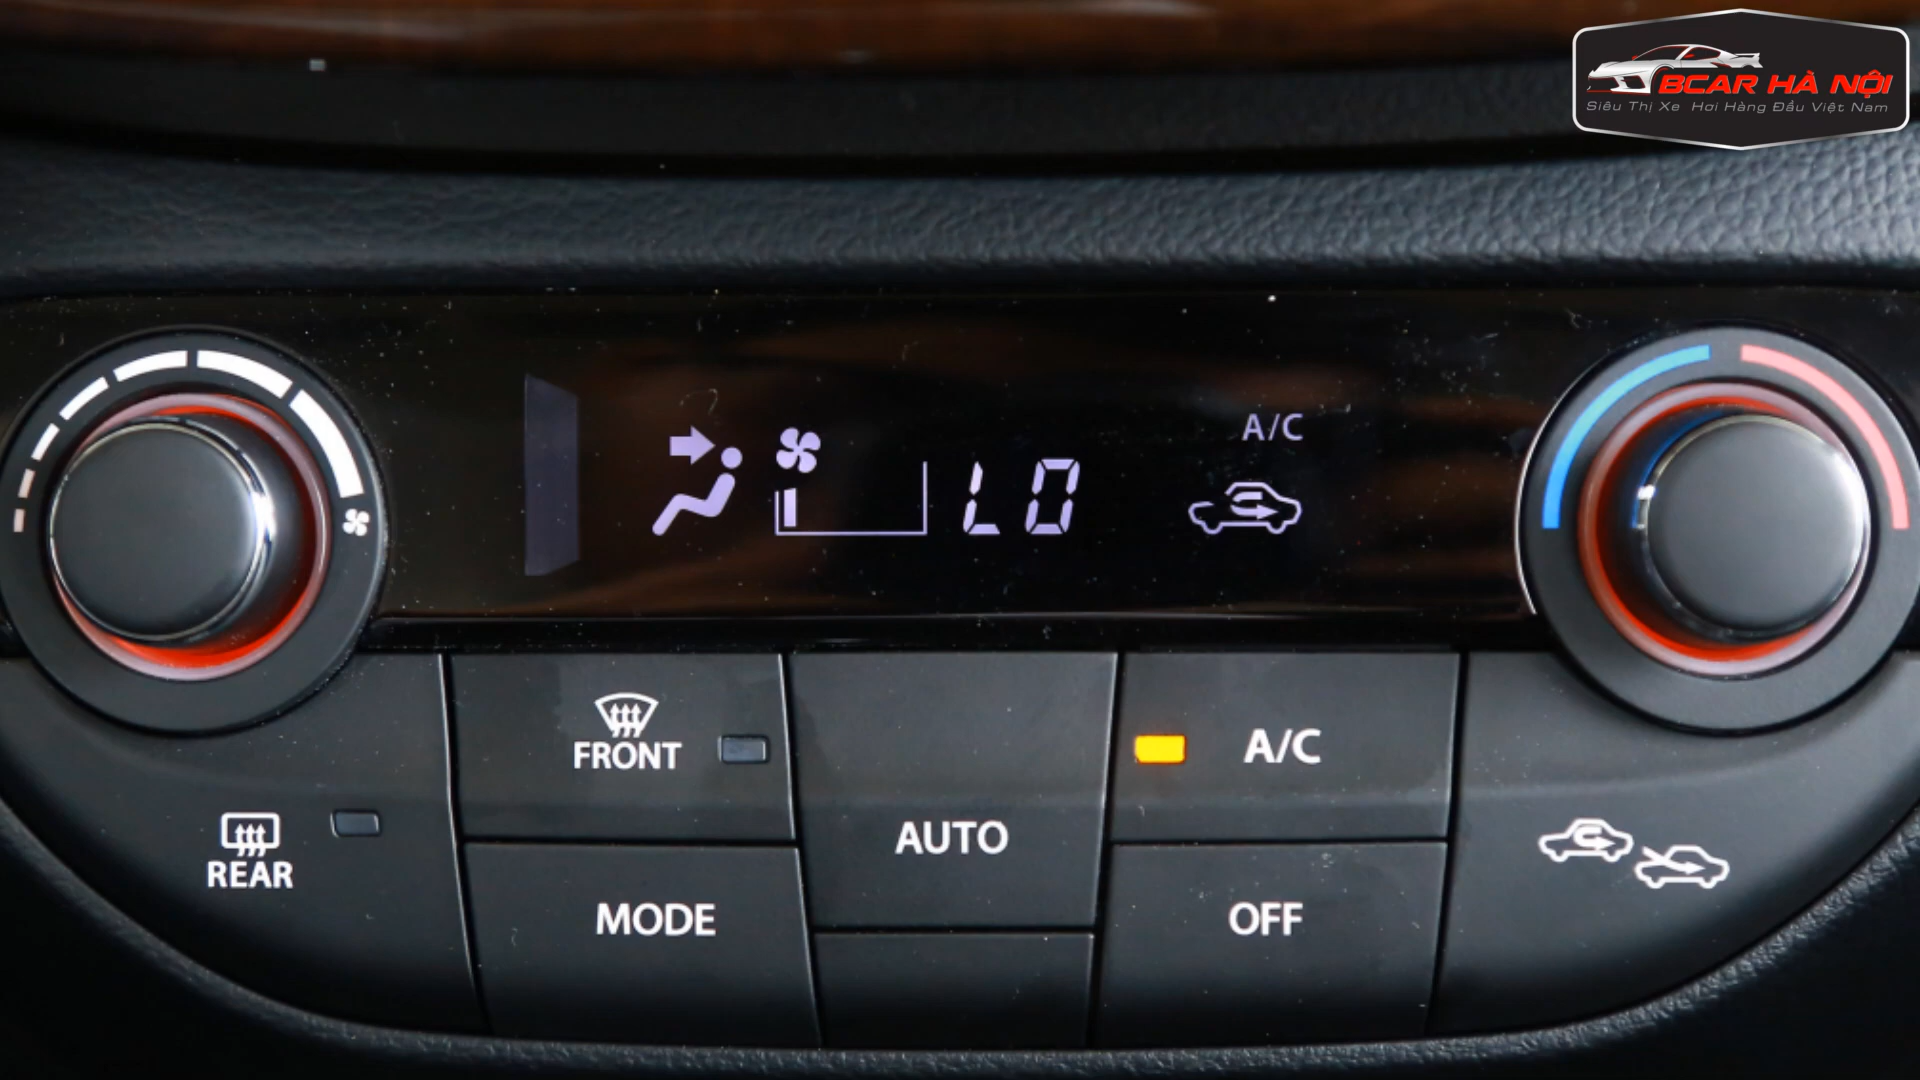 BCAR HÀ NỘI
Siêu Thị Xe Hơi Hàng Đầu Việt Nam
A/C
LO
FRONT
A/C
AUTO
REAR
MODE
OFF